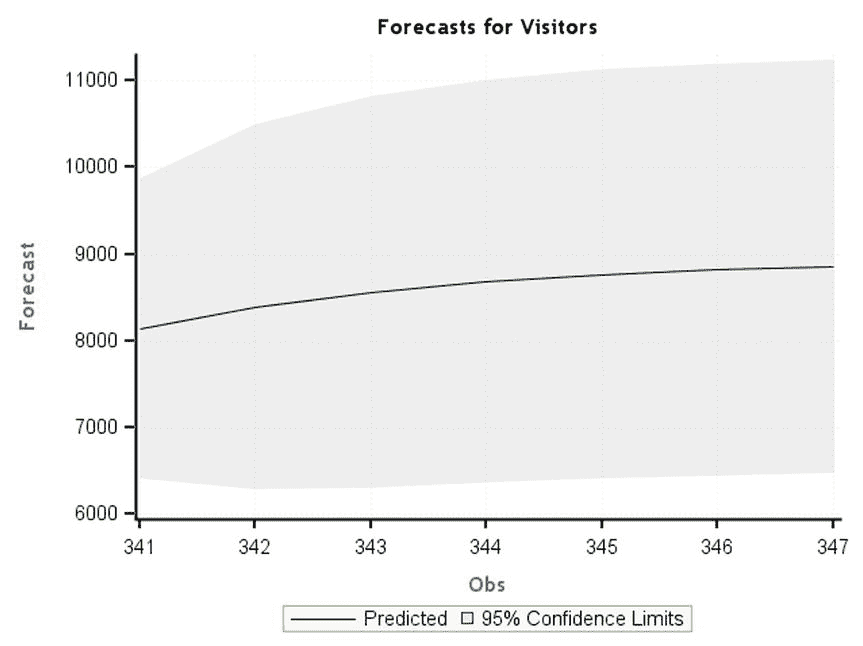 Forecasts for Visitors
11000
10000
9000
8000
7000
6000
Forecast
341 342 343 344 345 346 347
Obs
Predicted 95% Confidence Limits